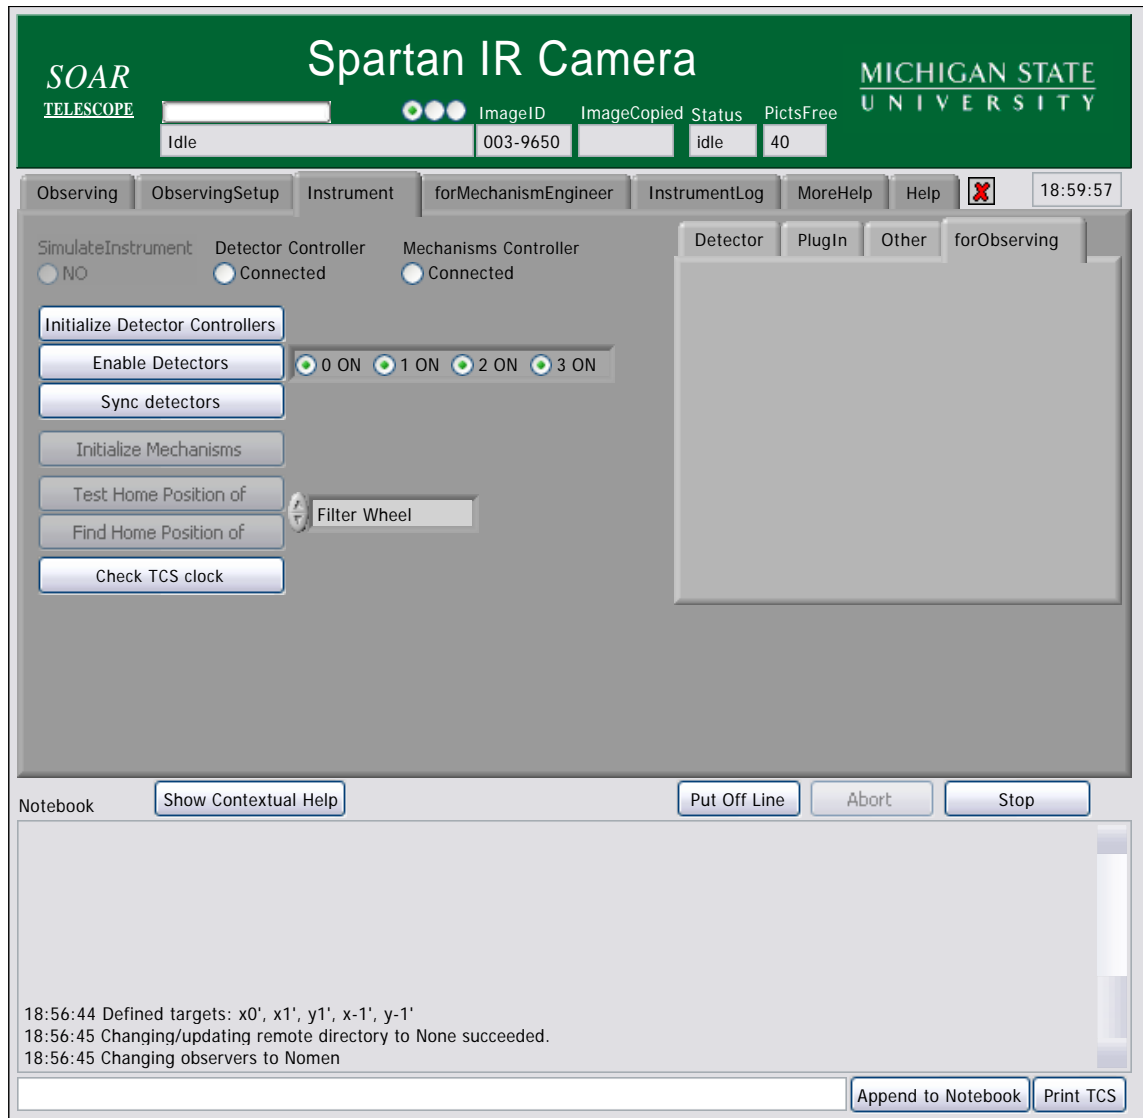 Spartan IR Camera
SOAR
TELESCOPE
MICHIGAN STATE
UNIVERSITY
ImageID ImageCopied Status PictsFree
Idle 003-9650 idle 40
Observing ObservingSetup Instrument forMechanismEngineer InstrumentLog MoreHelp Help 18:59:57
SimulateInstrument Detector Controller Mechanisms Controller
NO Connected Connected
Detector PlugIn Other forObserving
Initialize Detector Controllers
Enable Detectors 0 ON 1 ON 2 ON 3 ON
Sync detectors
Initialize Mechanisms
Test Home Position of
Filter Wheel
Find Home Position of
Check TCS clock
Notebook Show Contextual Help Put Off Line Abort Stop
18:56:44 Defined targets: x0', x1', y1', x-1', y-1'
18:56:45 Changing/updating remote directory to None succeeded.
18:56:45 Changing observers to Nomen
Append to Notebook Print TCS